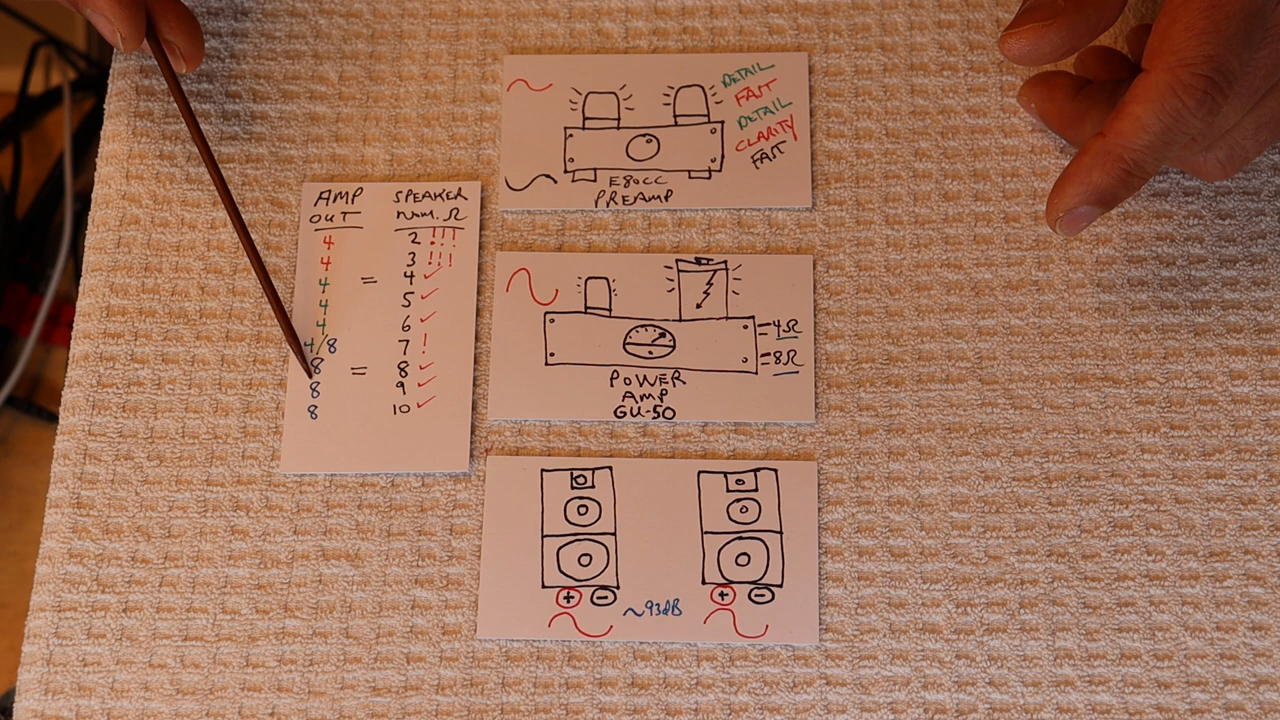 AMP OUT SPEAKER NOM. Ω
4 2 !!!
4 3 !!!
4 = 4 ✓
4 5 ✓
4 6 ✓
4/8 7 !
8 = 8 ✓
8 9 ✓
8 10 ✓
DETAIL
FAST
DETAIL
CLARITY
FAST
E80CC
PREAMP
4Ω
8Ω
POWER
AMP
GU-50
+ − ~93dB + −